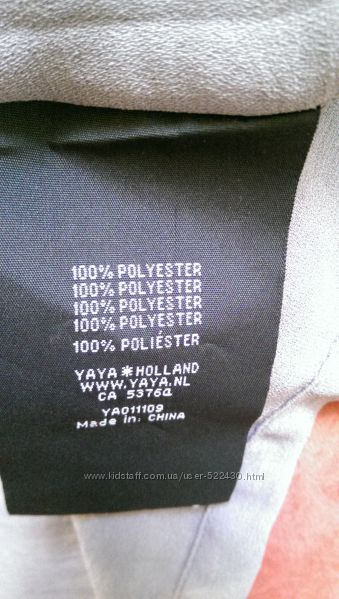 100% POLYESTER
100% POLYESTER
100% POLYESTER
100% POLYESTER
100% POLIÉSTER
YAYA✳HOLLAND
WWW.YAYA.NL
CA 53760
YA011109
Made In: CHINA
www.kidstaff.com.ua/user-522430.html